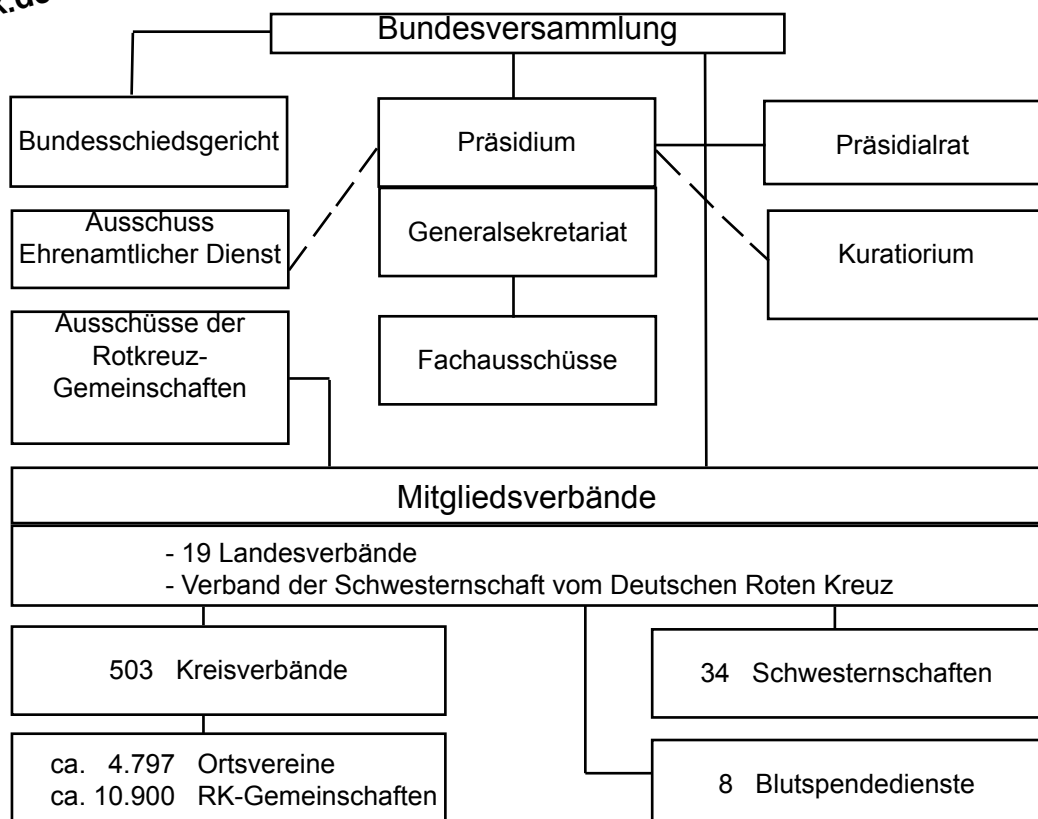 Bundesversammlung
Bundesschiedsgericht
Präsidium
Präsidialrat
Ausschuss
Ehrenamtlicher Dienst
Generalsekretariat
Kuratiorium
Ausschüsse der
Rotkreuz-
Gemeinschaften
Fachausschüsse
Mitgliedsverbände
- 19 Landesverbände
- Verband der Schwesternschaft vom Deutschen Roten Kreuz
503 Kreisverbände
34 Schwesternschaften
ca. 4.797 Ortsvereine
ca. 10.900 RK-Gemeinschaften
8 Blutspendedienste